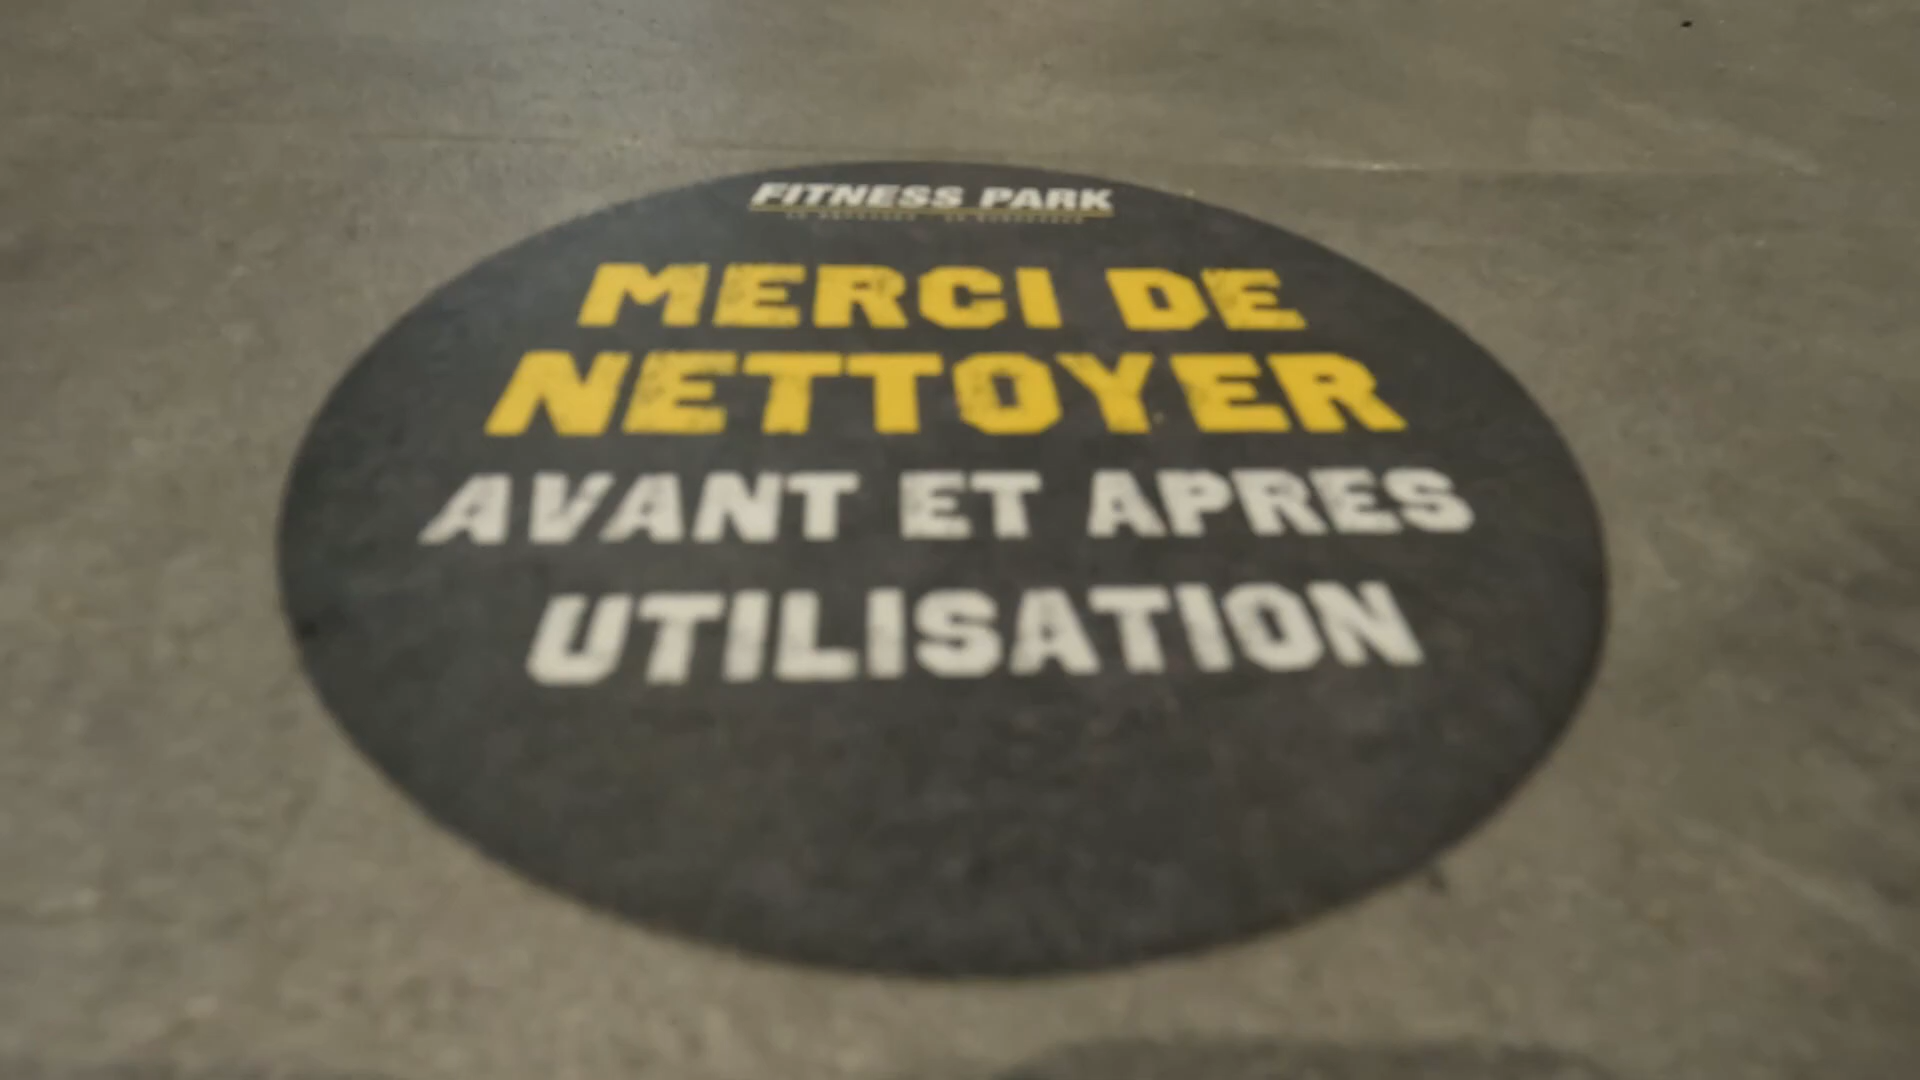 FITNESS PARK
MERCI DE
NETTOYER
AVANT ET APRES
UTILISATION